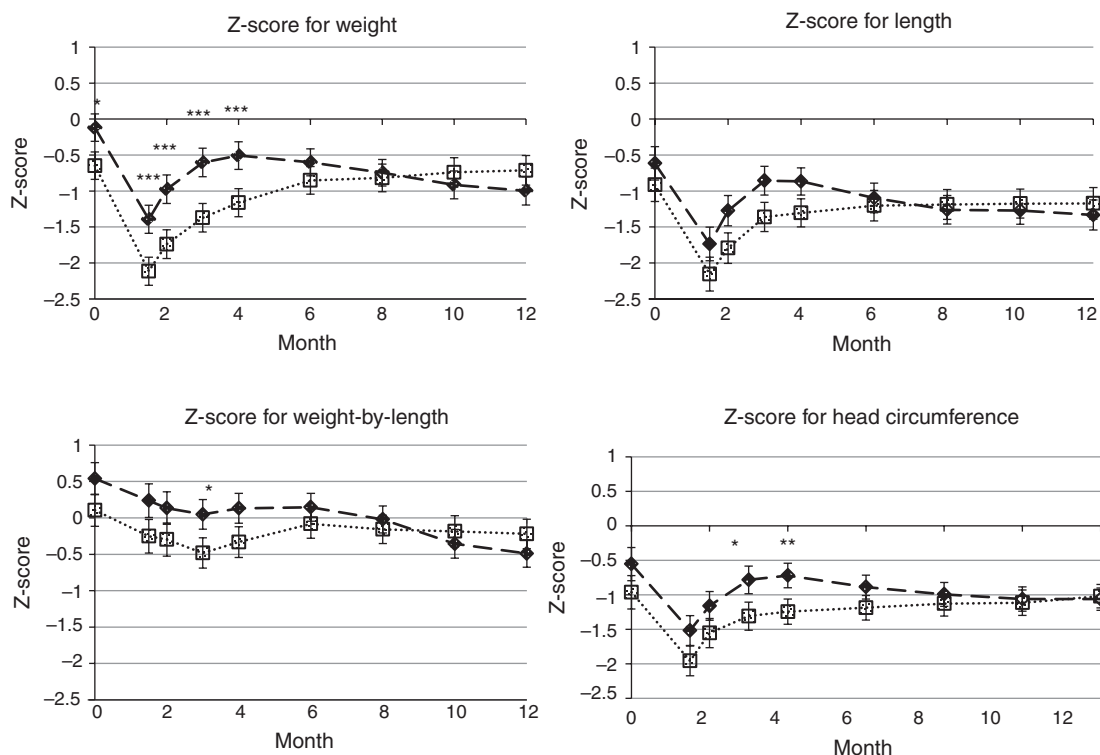 Z-score for weight
1
0.5
0
−0.5
−1
−1.5
−2
−2.5
Z-score
* *** *** *** ***
0 2 4 6 8 10 12
Month
Z-score for length
1
0.5
0
−0.5
−1
−1.5
−2
−2.5
Z-score
0 2 4 6 8 10 12
Month
Z-score for weight-by-length
1
0.5
0
−0.5
−1
−1.5
−2
−2.5
Z-score
*
0 2 4 6 8 10 12
Month
Z-score for head circumference
1
0.5
0
−0.5
−1
−1.5
−2
−2.5
Z-score
* **
0 2 4 6 8 10 12
Month